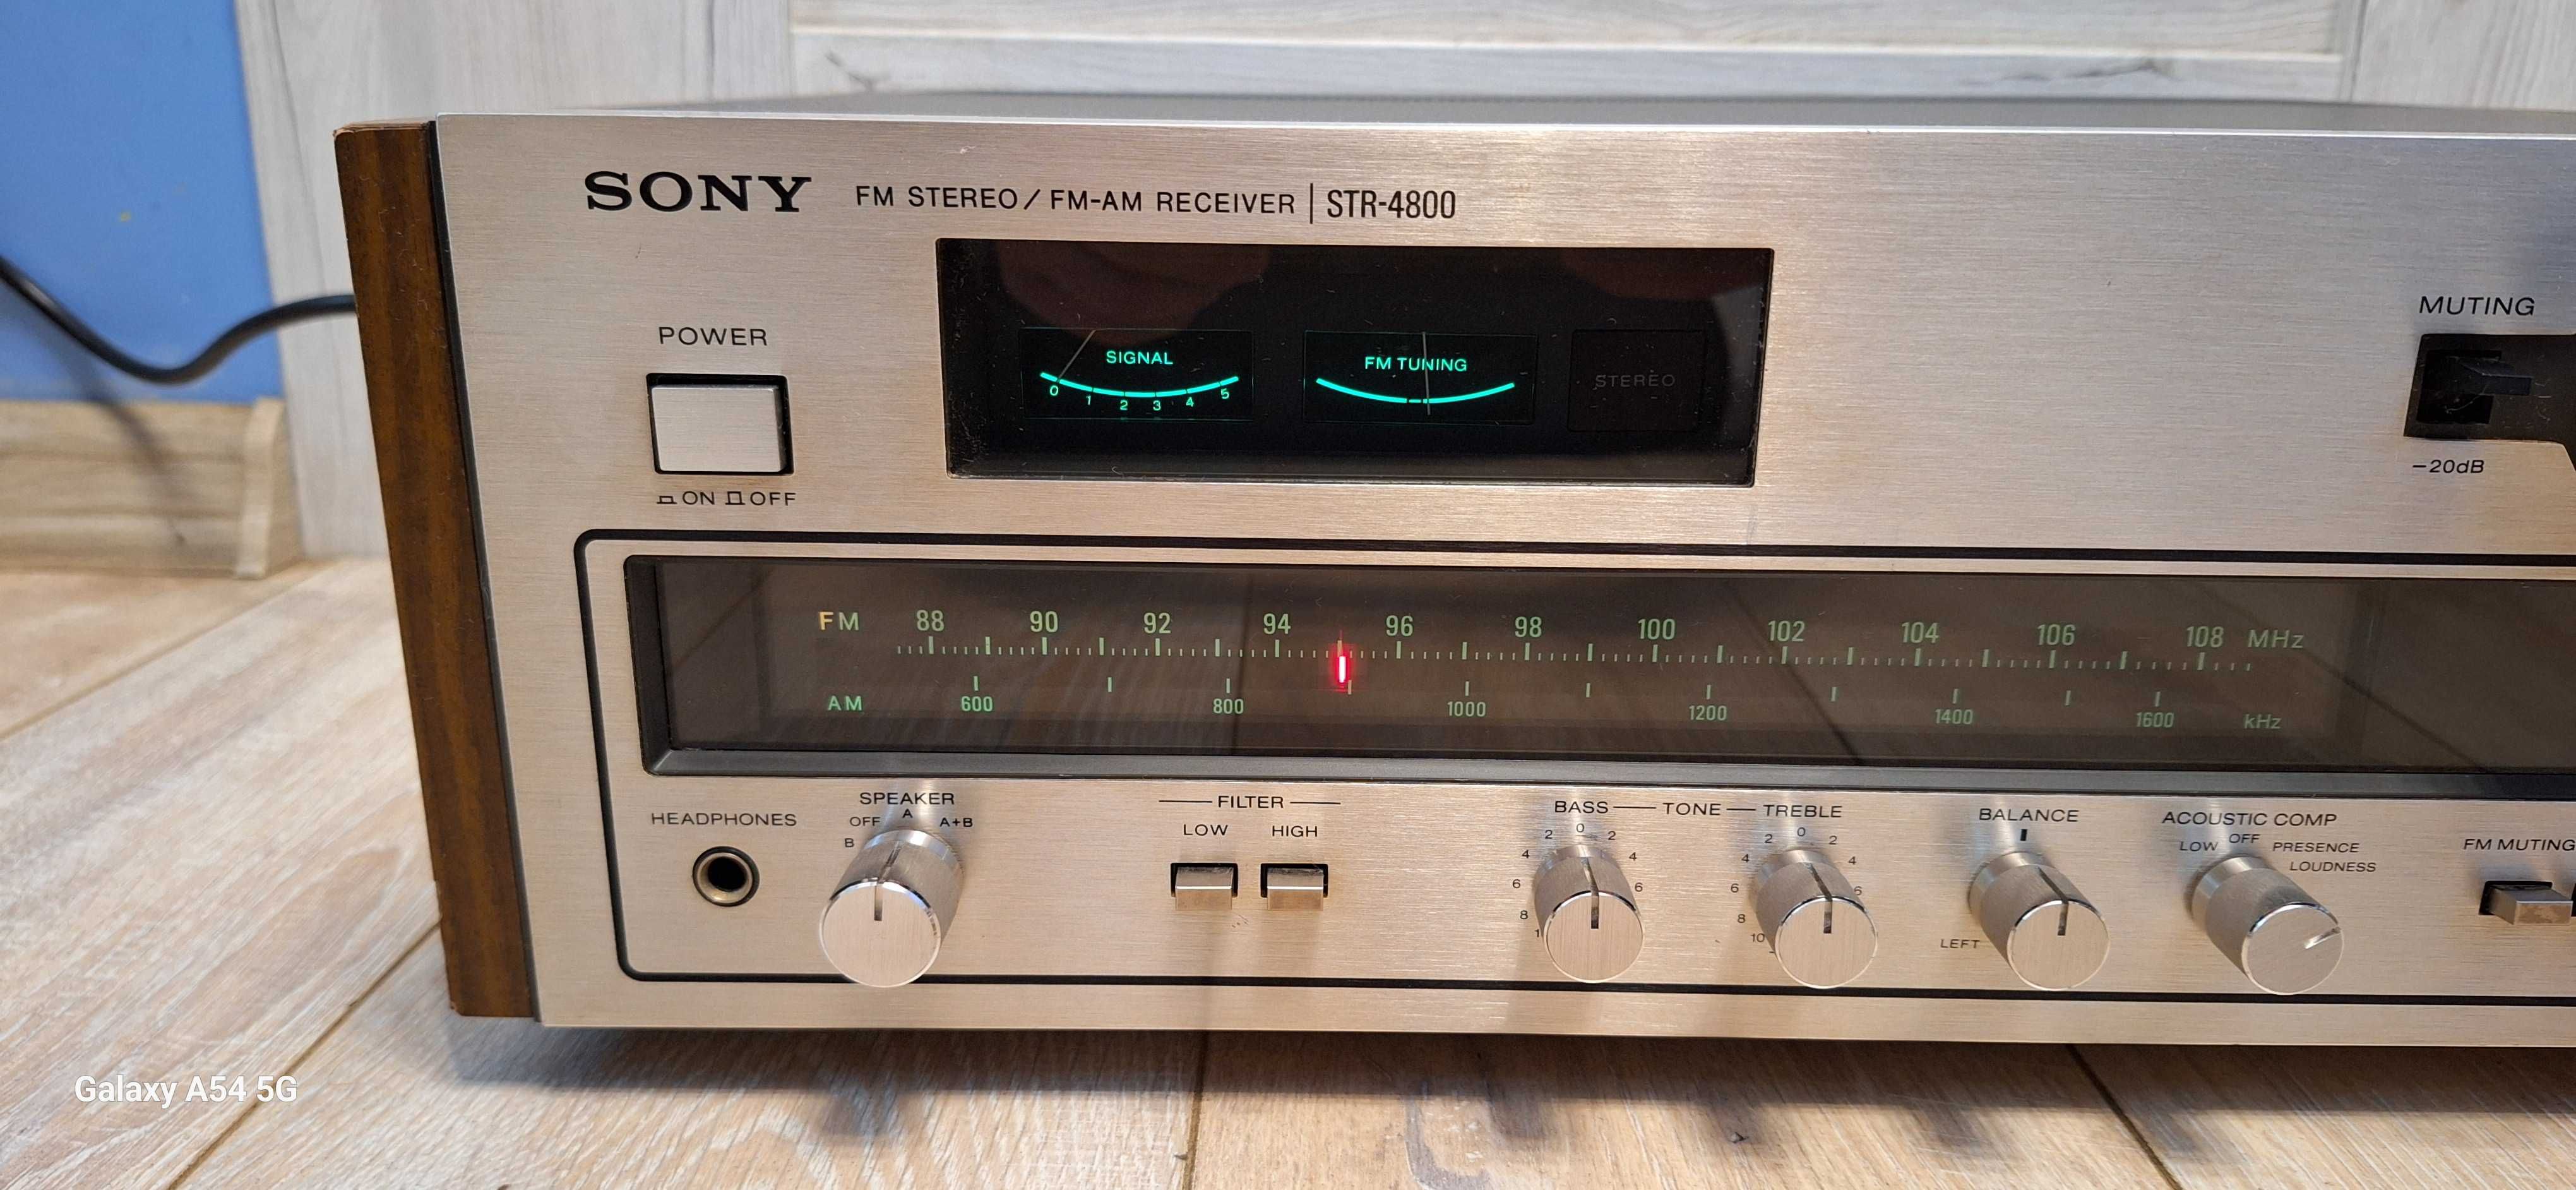 SONY FM STEREO / FM-AM RECEIVER | STR-4800
MUTING
POWER
SIGNAL
0 1 2 3 4 5
FM TUNING
STEREO
-20dB
ON OFF
FM 88 90 92 94 96 98 100 102 104 106 108 MHz
AM 600 800 1000 1200 1400 1600 kHz
HEADPHONES
SPEAKER
B OFF A A+B
FILTER
LOW HIGH
BASS TONE TREBLE
8 6 4 2 0 2 4 6
10 8 6 4 2 0 2 4 6
BALANCE
LEFT
ACOUSTIC COMP
LOW OFF PRESENCE
LOUDNESS
FM MUTING
Galaxy A54 5G